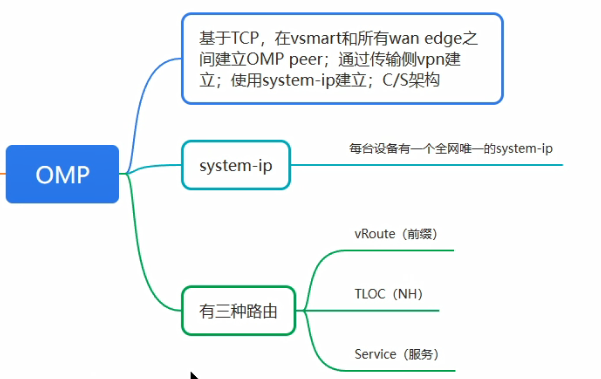 基于TCP，在vsmart和所有wan edge之
间建立OMP peer；通过传输侧vpn建
立；使用system-ip建立；C/S架构
OMP
system-ip
每台设备有一个全网唯一的system-ip
有三种路由
vRoute（前缀）
TLOC（NH）
Service（服务）